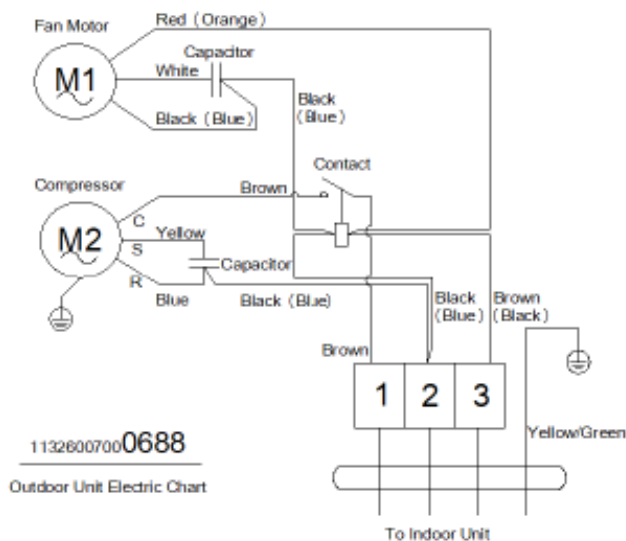 Red (Orange)
Fan Motor
Capacitor
M1
White
Black (Blue)
Black
(Blue)
Contact
Compressor
Brown
C
Yellow
M2
S
Capacitor
R
Blue
Black (Blue)
Black
(Blue)
Brown
(Black)
Brown
1 2 3
Yellow/Green
11326007000688
Outdoor Unit Electric Chart
To Indoor Unit